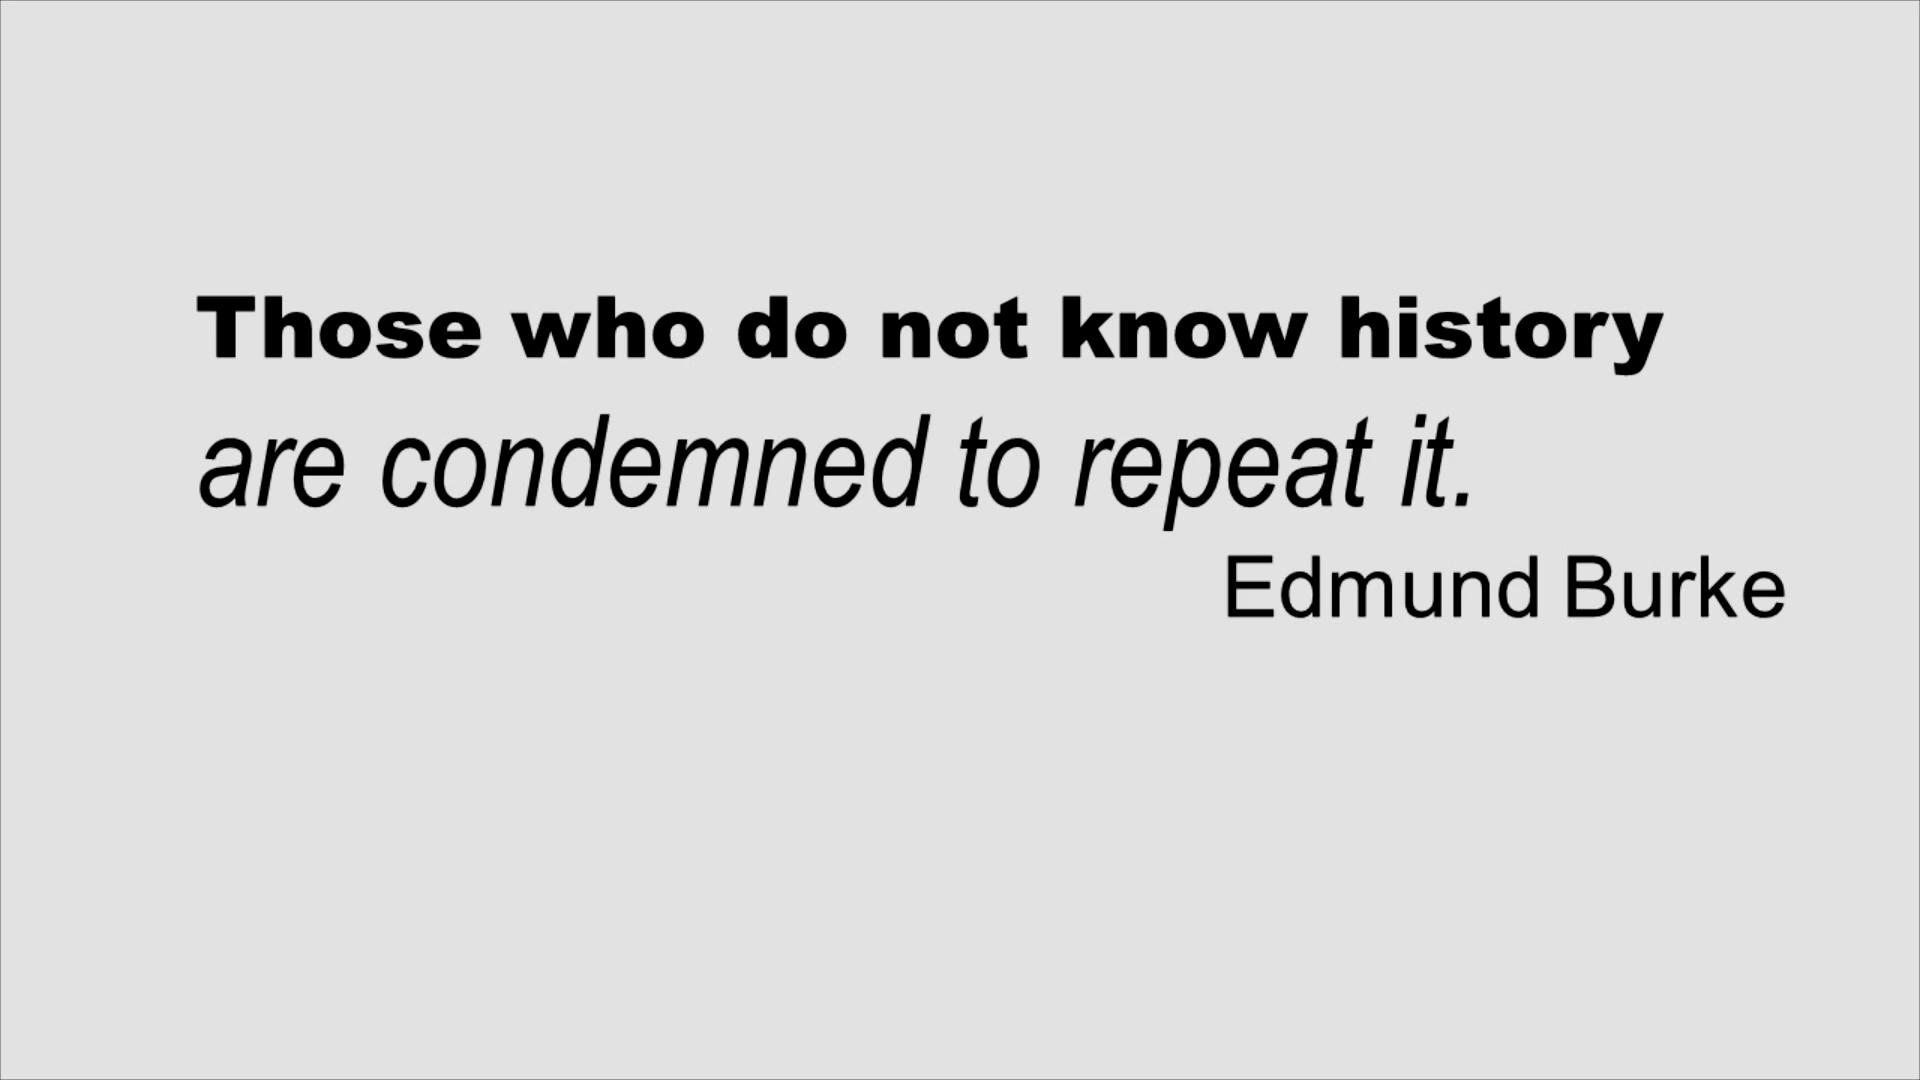 Those who do not know history
are condemned to repeat it.
Edmund Burke